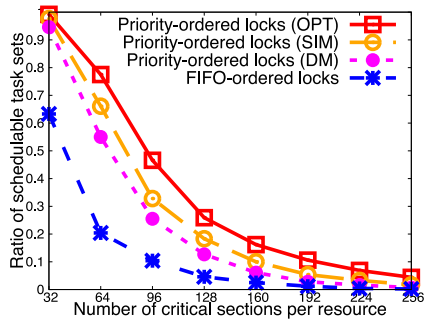 Priority-ordered locks (OPT)
Priority-ordered locks (SIM)
Priority-ordered locks (DM)
FIFO-ordered locks
Ratio of schedulable task sets
0.9
0.8
0.7
0.6
0.5
0.4
0.3
0.2
0.1
0
32 64 96 128 160 192 224 256
Number of critical sections per resource